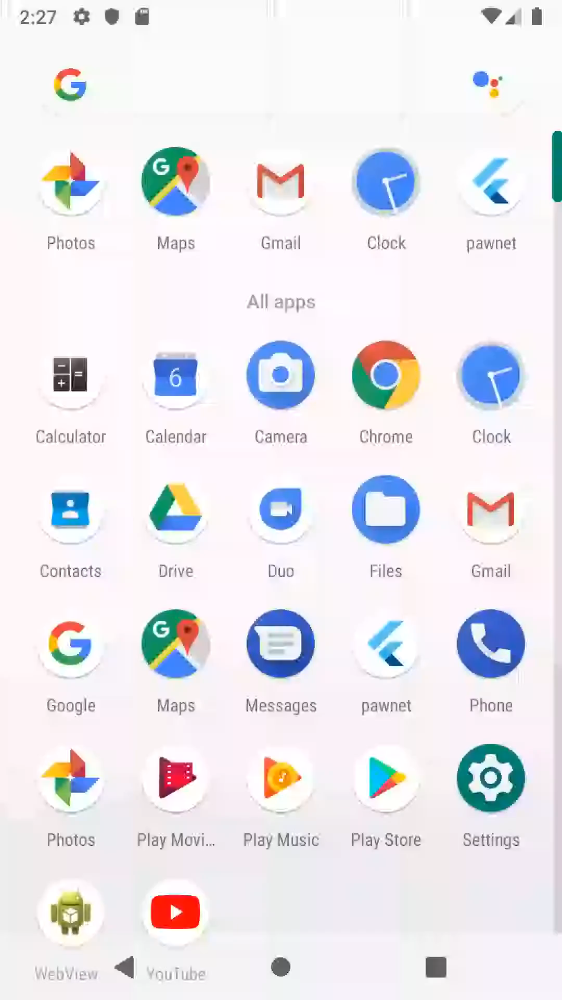 2:27
Photos Maps Gmail Clock pawnet
All apps
6
Calculator Calendar Camera Chrome Clock
Contacts Drive Duo Files Gmail
Google Maps Messages pawnet Phone
Photos Play Movi... Play Music Play Store Settings
WebView YouTube